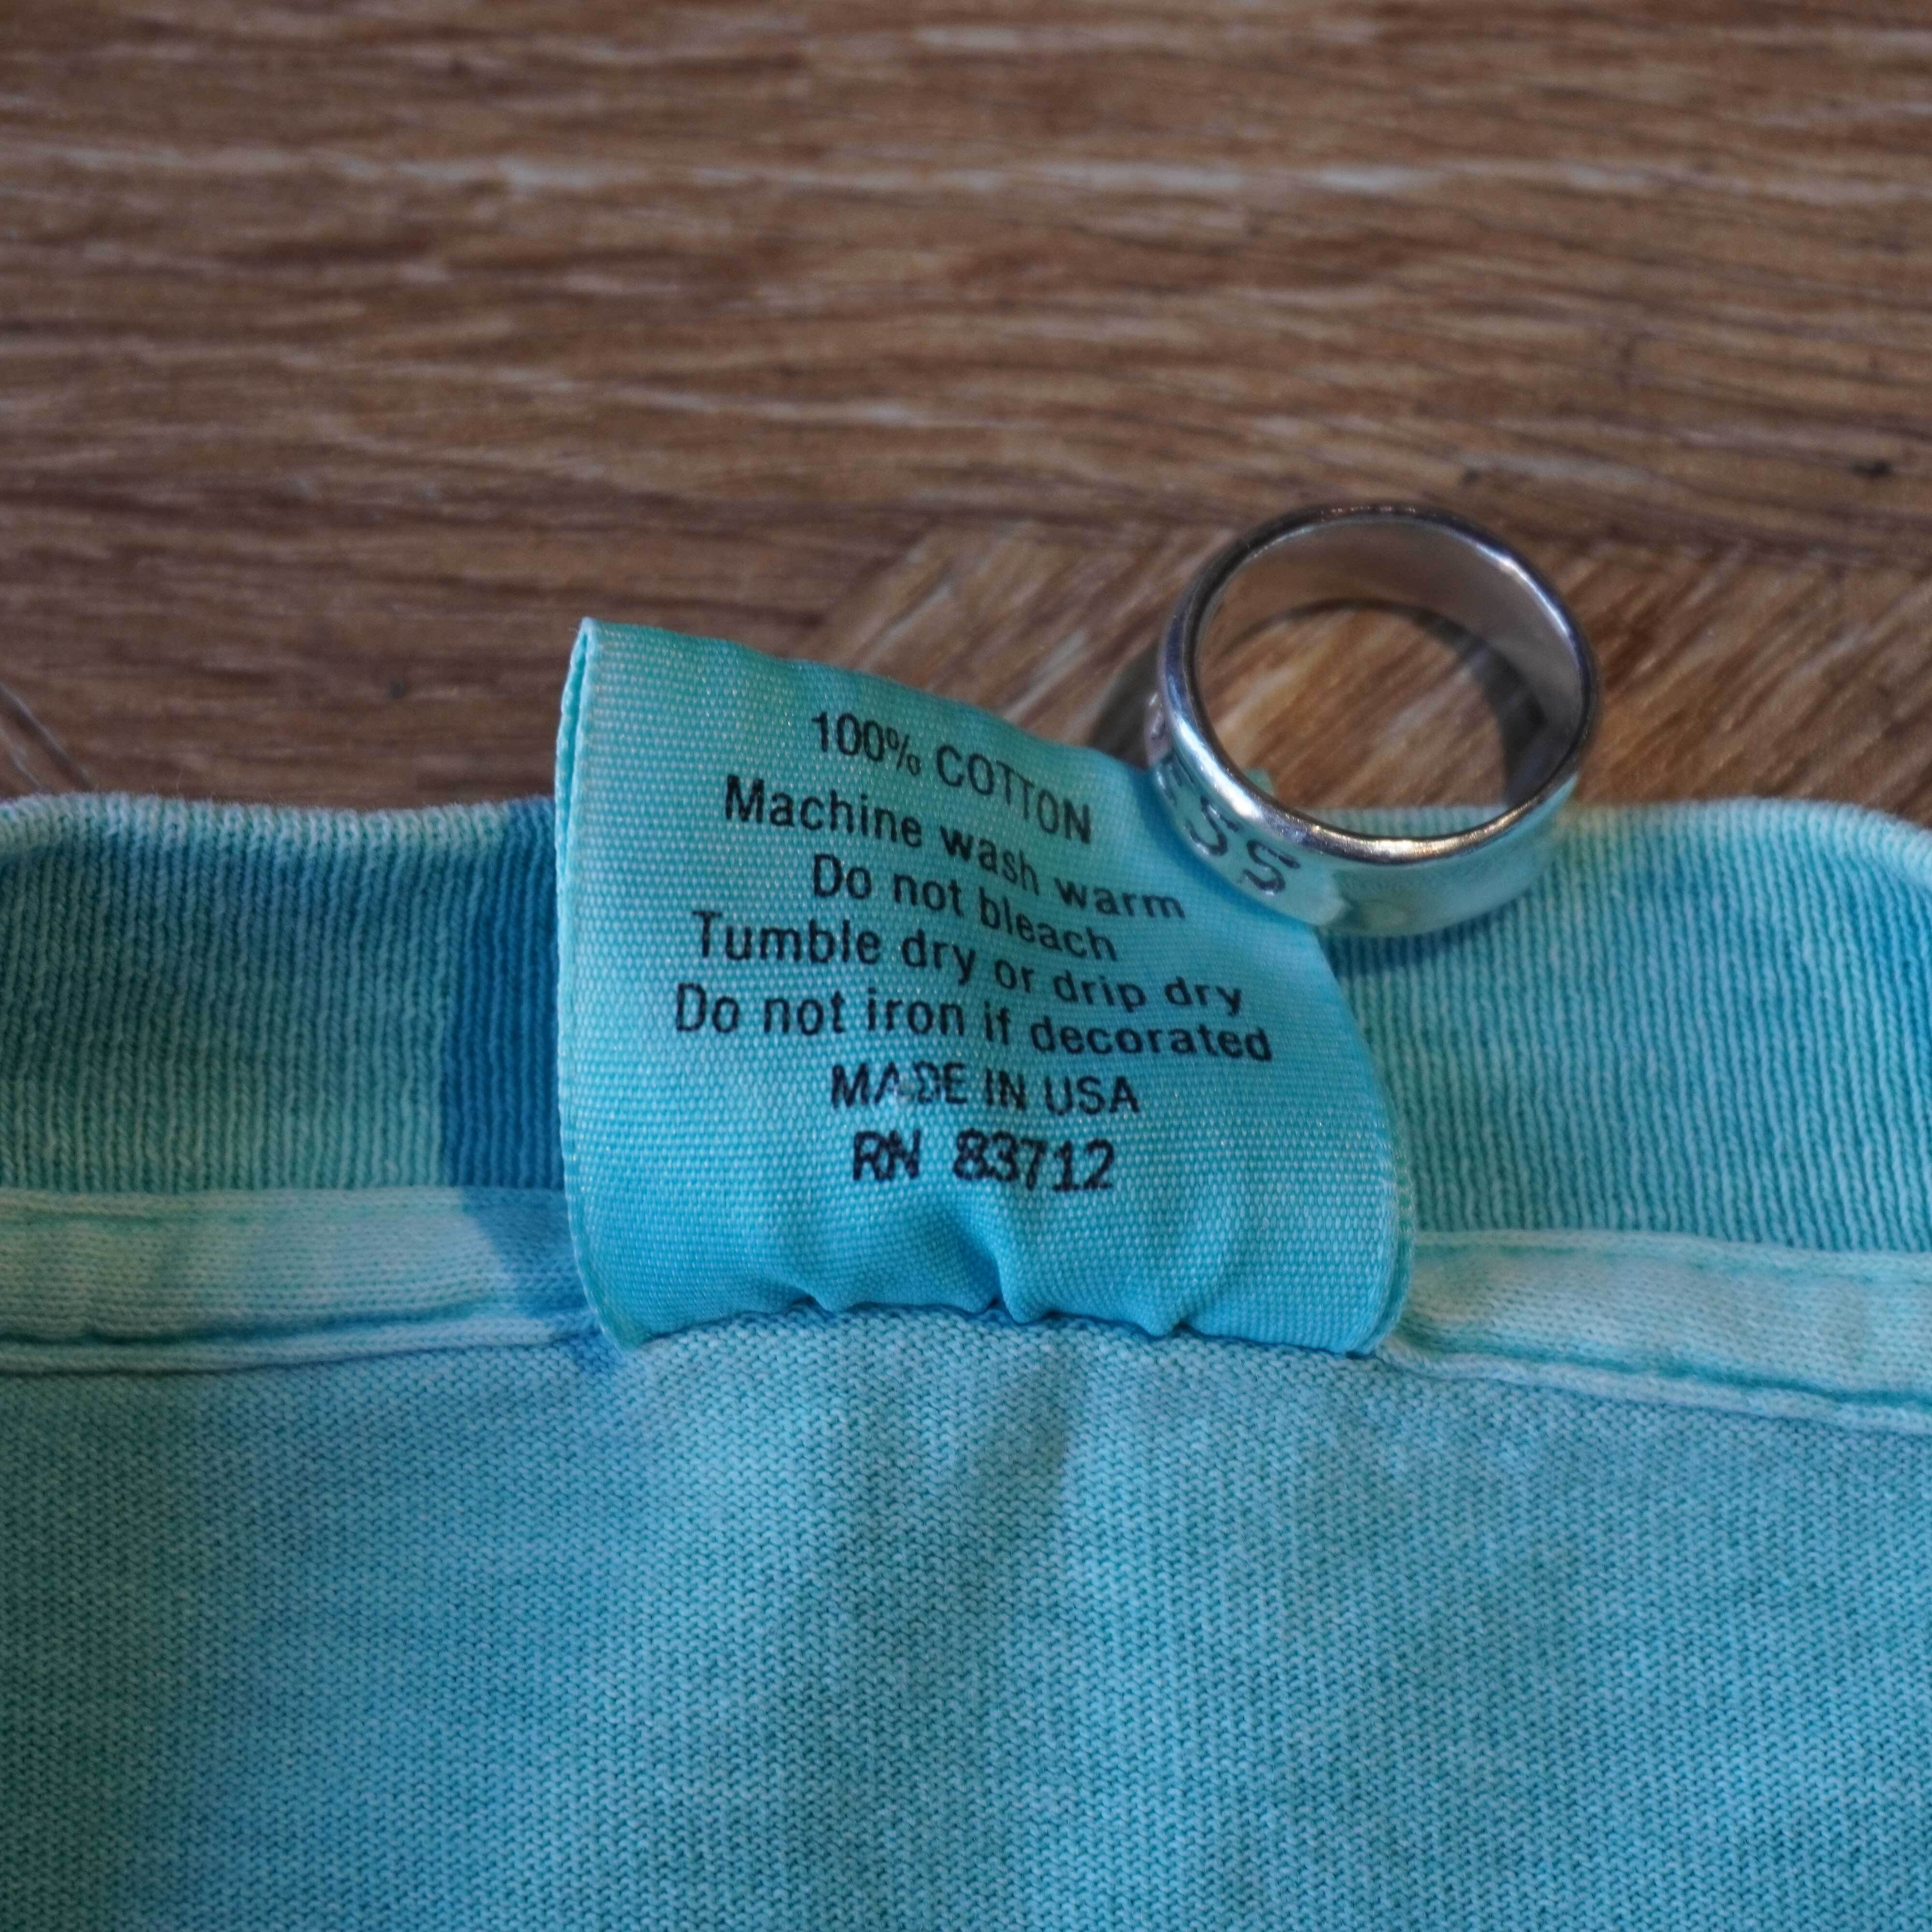 100% COTTON
Machine wash warm
Do not bleach
Tumble dry or drip dry
Do not iron if decorated
MADE IN USA
RN 83712